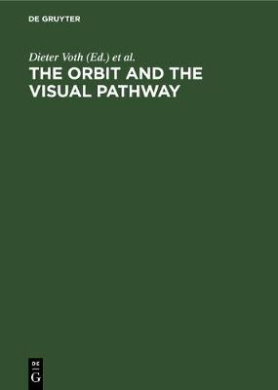 DE GRUYTER
Dieter Voth (Ed.) et al.
THE ORBIT AND THE
VISUAL PATHWAY
DE
G